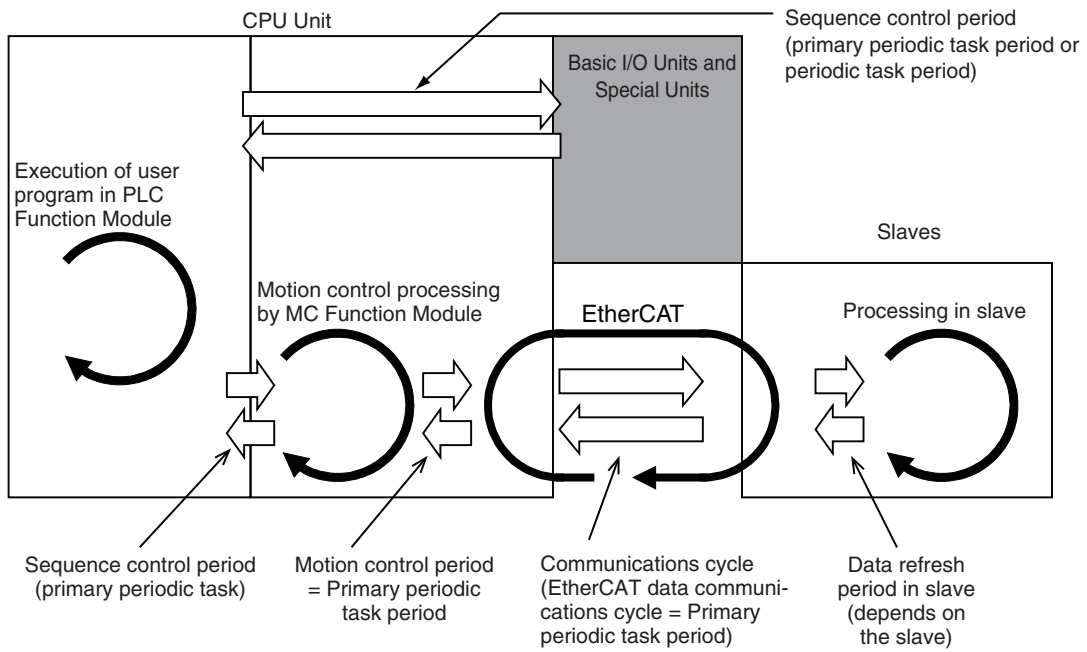 CPU Unit
Sequence control period
(primary periodic task period or
periodic task period)
Basic I/O Units and
Special Units
Execution of user
program in PLC
Function Module
Slaves
Motion control processing
by MC Function Module
EtherCAT
Processing in slave
Sequence control period
(primary periodic task)
Motion control period
= Primary periodic
task period
Communications cycle
(EtherCAT data communi-
cations cycle = Primary
periodic task period)
Data refresh
period in slave
(depends on
the slave)